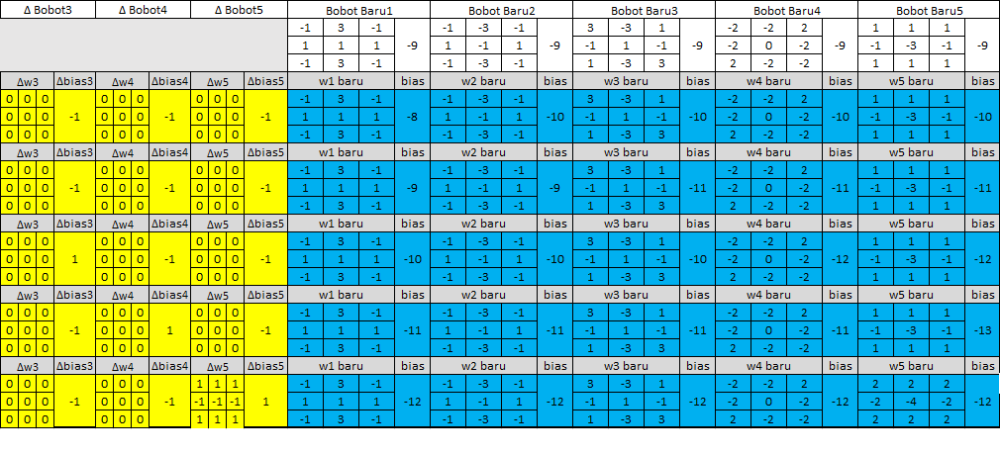 Δ Bobot3 Δ Bobot4 Δ Bobot5 Bobot Baru1 Bobot Baru2 Bobot Baru3 Bobot Baru4 Bobot Baru5
-1 3 -1 -1 -3 -1 3 3 1 -2 -2 2 1 1 1
1 1 1 -9 1 -1 -1 -9 -1 1 -1 -9 -2 0 -2 -9 -1 -3 -1 -9
-1 3 -1 -1 -3 -1 1 -3 3 2 -2 -2 1 1 1
Δw3 Δbias3 Δw4 Δbias4 Δw5 Δbias5 w1 baru bias w2 baru bias w3 baru bias w4 baru bias w5 baru bias
0 0 0 0 0 0 0 0 0 -1 3 -1 -1 -3 -1 3 -3 1 -2 -2 2 1 1 1
0 0 0 -1 0 0 0 -1 0 0 0 -1 1 1 1 -8 1 -1 -1 -10 -1 1 -1 -10 -2 0 -2 -10 -1 -3 -1 -10
0 0 0 0 0 0 0 0 0 -1 3 -1 -1 -3 -1 1 -3 3 2 -2 -2 1 1 1
Δw3 Δbias3 Δw4 Δbias4 Δw5 Δbias5 w1 baru bias w2 baru bias w3 baru bias w4 baru bias w5 baru bias
0 0 0 0 0 0 0 0 0 -1 3 -1 -1 -3 -1 3 -3 1 -2 -2 2 1 1 1
0 0 0 -1 0 0 0 -1 0 0 0 -1 1 1 1 -9 1 -1 -1 -9 -1 1 -1 -11 -2 0 -2 -11 -1 -3 -1 -11
0 0 0 0 0 0 0 0 0 -1 3 -1 -1 -3 -1 1 -3 3 2 -2 -2 1 1 1
Δw3 Δbias3 Δw4 Δbias4 Δw5 Δbias5 w1 baru bias w2 baru bias w3 baru bias w4 baru bias w5 baru bias
0 0 0 0 0 0 0 0 0 -1 3 -1 -1 -3 -1 3 -3 1 -2 -2 2 1 1 1
0 0 0 1 0 0 0 -1 0 0 0 -1 1 1 1 -10 1 -1 -1 -10 -1 1 -1 -10 -2 0 -2 -12 -1 -3 -1 -12
0 0 0 0 0 0 0 0 0 -1 3 -1 -1 -3 -1 1 -3 3 2 -2 -2 1 1 1
Δw3 Δbias3 Δw4 Δbias4 Δw5 Δbias5 w1 baru bias w2 baru bias w3 baru bias w4 baru bias w5 baru bias
0 0 0 0 0 0 0 0 0 -1 3 -1 -1 -3 -1 3 -3 1 -2 -2 2 1 1 1
0 0 0 -1 0 0 0 1 0 0 0 -1 1 1 1 -11 1 -1 -1 -11 -1 1 -1 -11 -2 0 -2 -11 -1 -3 -1 -13
0 0 0 0 0 0 0 0 0 -1 3 -1 -1 -3 -1 1 -3 3 2 -2 -2 1 1 1
Δw3 Δbias3 Δw4 Δbias4 Δw5 Δbias5 w1 baru bias w2 baru bias w3 baru bias w4 baru bias w5 baru bias
0 0 0 0 0 0 1 1 1 -1 3 -1 -1 -3 -1 3 -3 1 -2 -2 2 2 2 2
0 0 0 -1 0 0 0 -1 -1 -1 -1 1 1 1 1 -12 1 -1 -1 -12 -1 1 -1 -12 -2 0 -2 -12 -2 -4 -2 -12
0 0 0 0 0 0 1 1 1 -1 3 -1 -1 -3 -1 1 -3 3 2 -2 -2 2 2 2